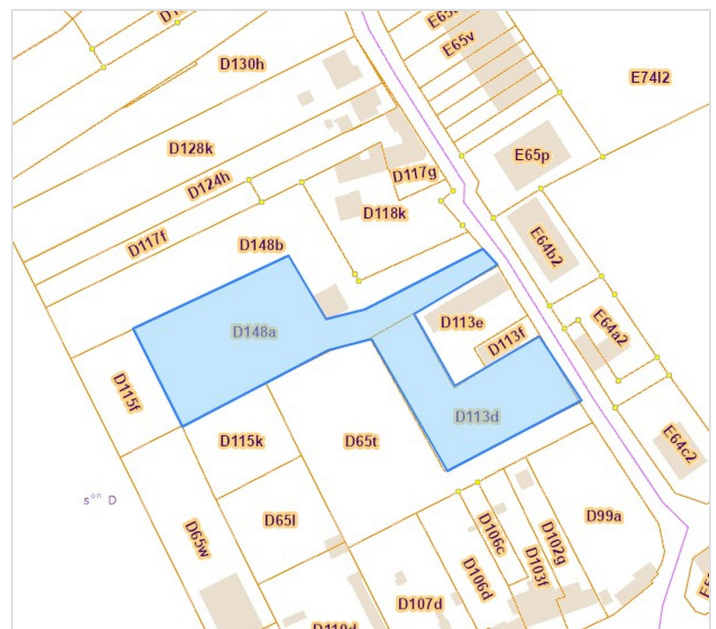 D130h
E65v
E74l2
D128k
E65p
D124h
D117g
D118k
D117f
D148b
E64b2
D148a
D113e
D113f
E64a2
D115f
D113d
D115k
D65t
E64c2
sᵒⁿ D
D65l
D65w
D106c
D102g
D99a
D103f
D106d
D107d